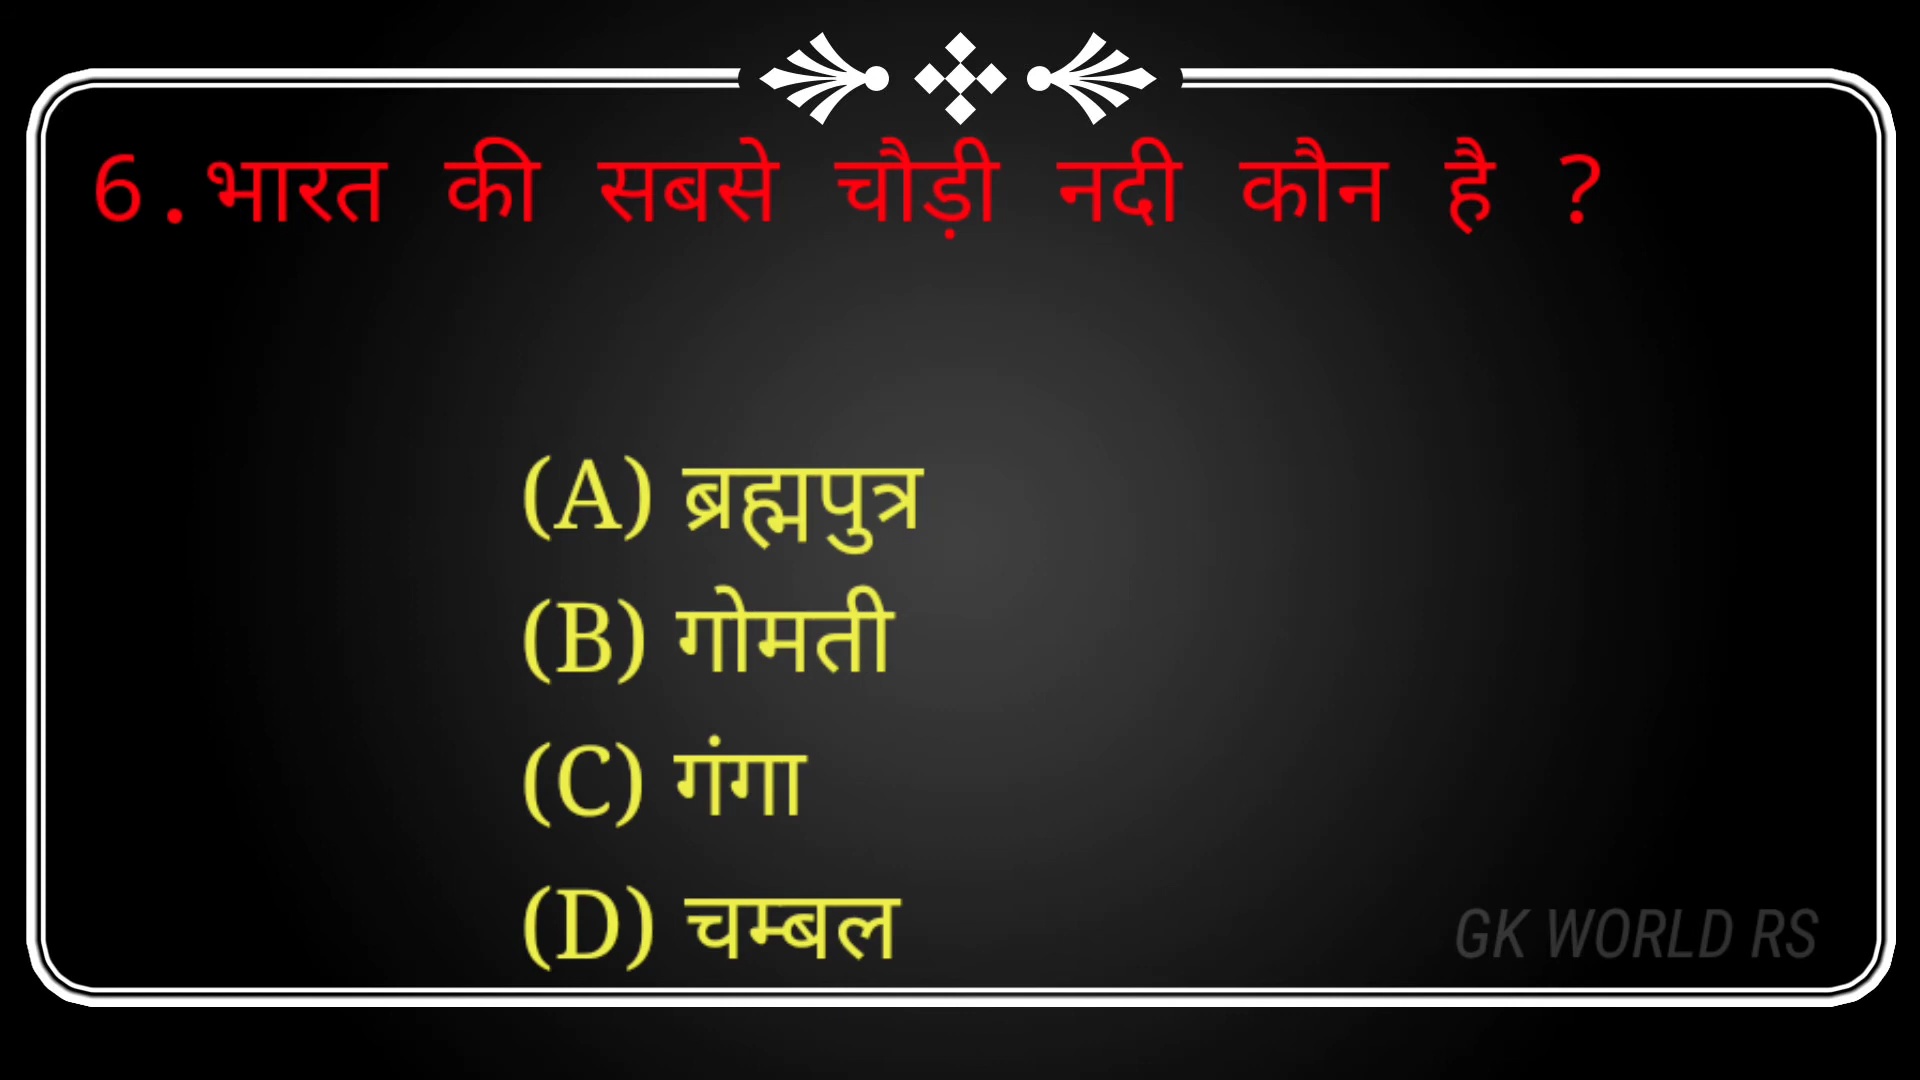 6.भारत की सबसे चौड़ी नदी कौन है ?
(A) ब्रह्मपुत्र
(B) गोमती
(C) गंगा
(D) चम्बल
GK WORLD RS